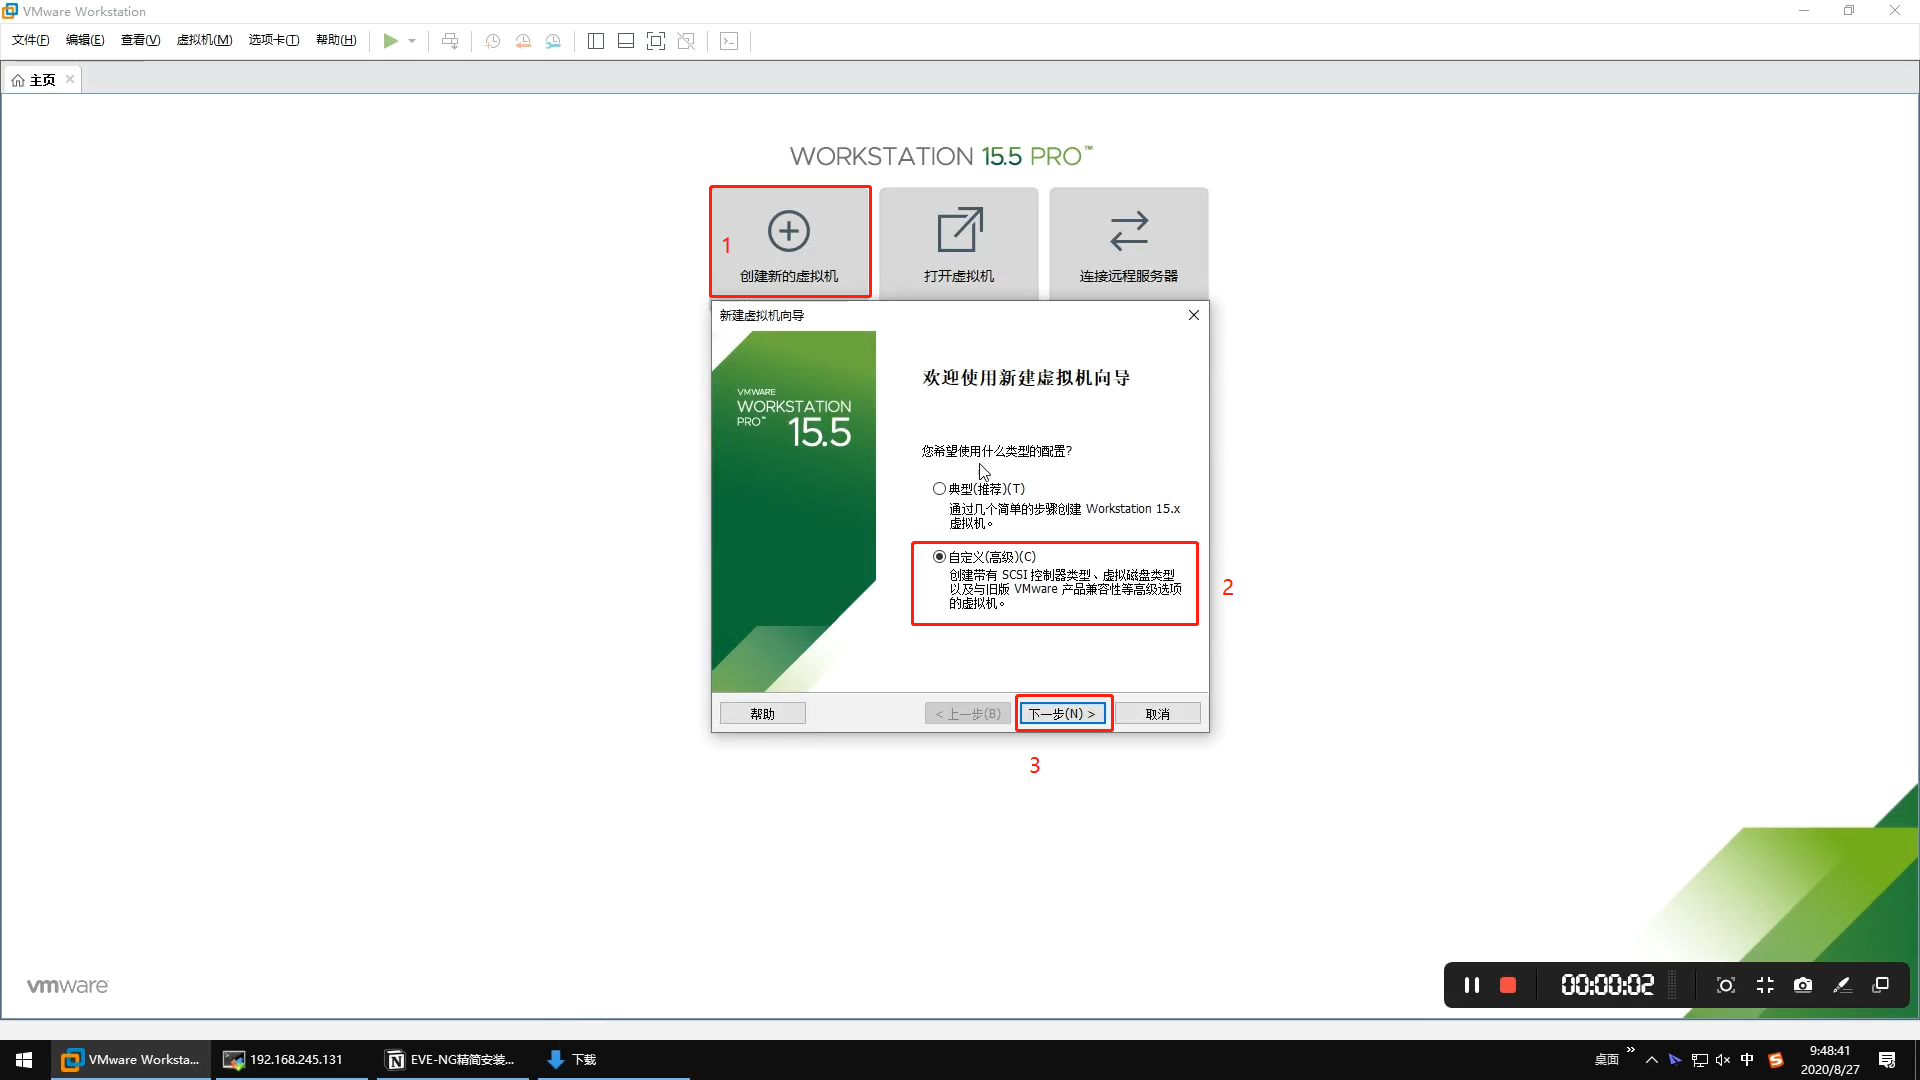 VMware Workstation
文件(F) 编辑(E) 查看(V) 虚拟机(M) 选项卡(T) 帮助(H)
主页
WORKSTATION 15.5 PRO™
1
创建新的虚拟机
打开虚拟机
连接远程服务器
新建虚拟机向导
VMWARE
WORKSTATION
PRO™ 15.5
欢迎使用新建虚拟机向导
您希望使用什么类型的配置?
典型(推荐)(T)
通过几个简单的步骤创建 Workstation 15.x
虚拟机。
自定义(高级)(C)
创建带有 SCSI 控制器类型、虚拟磁盘类型
以及与旧版 VMware 产品兼容性等高级选项
的虚拟机。
2
帮助
< 上一步(B)
下一步(N) >
取消
3
vmware
00:00:02
VMware Worksta...
192.168.245.131
EVE-NG精简安装...
下载
桌面
中
9:48:41
2020/8/27